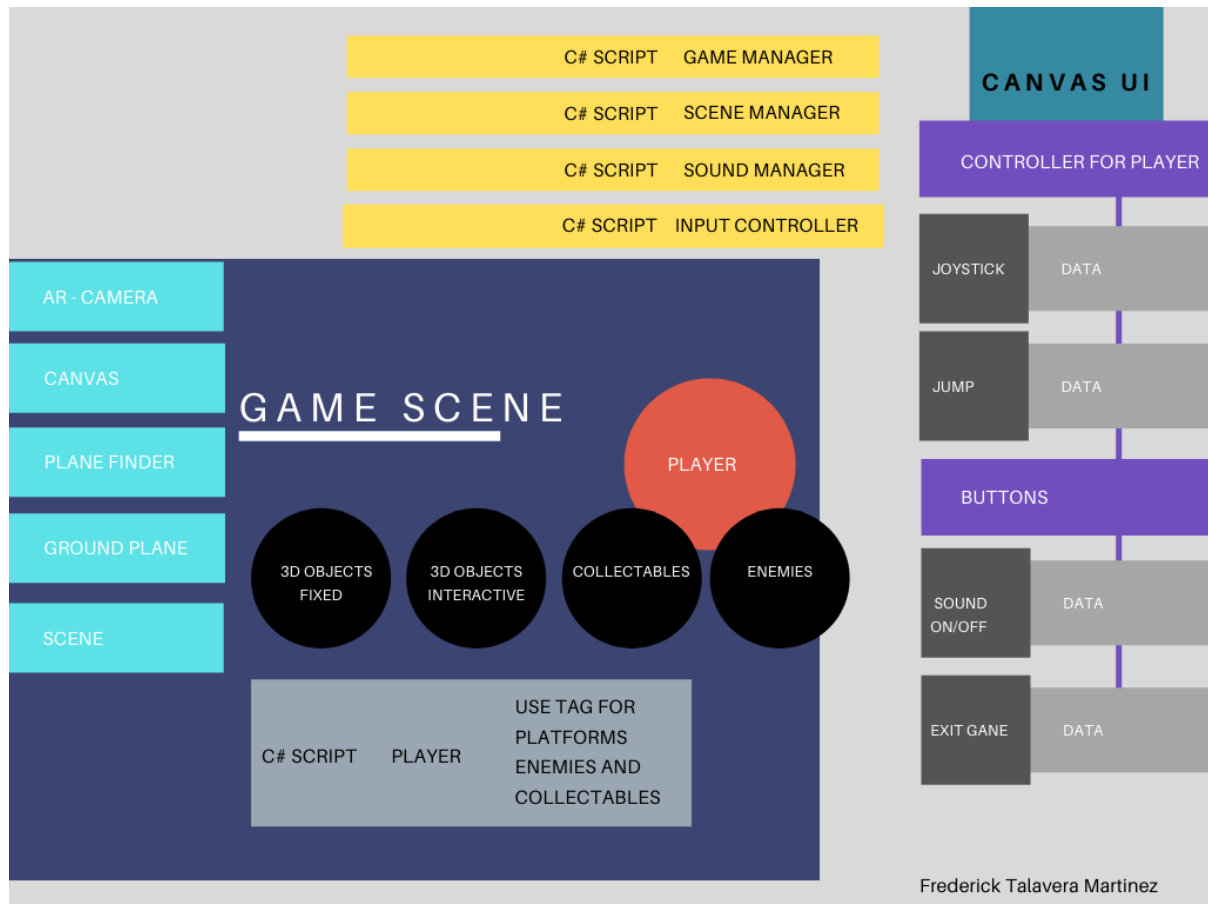 C# SCRIPT GAME MANAGER
C# SCRIPT SCENE MANAGER
C# SCRIPT SOUND MANAGER
C# SCRIPT INPUT CONTROLLER
AR - CAMERA
CANVAS
PLANE FINDER
GROUND PLANE
SCENE
GAME SCENE
PLAYER
3D OBJECTS
FIXED
3D OBJECTS
INTERACTIVE
COLLECTABLES
ENEMIES
C# SCRIPT PLAYER
USE TAG FOR
PLATFORMS
ENEMIES AND
COLLECTABLES
CANVAS UI
CONTROLLER FOR PLAYER
JOYSTICK DATA
JUMP DATA
BUTTONS
SOUND
ON/OFF
DATA
EXIT GANE DATA
Frederick Talavera Martinez